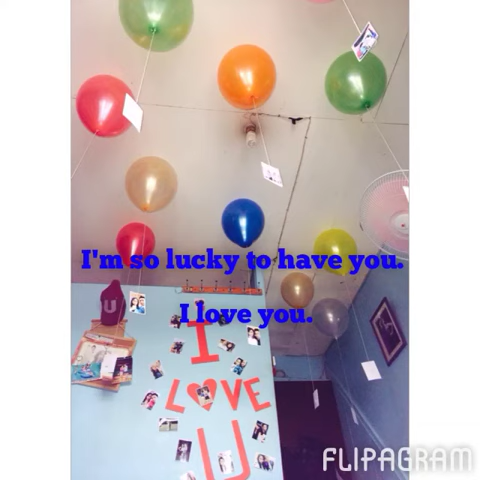 I'm so lucky to have you.
I love you.
I
LOVE
U
FLIPAGRAM